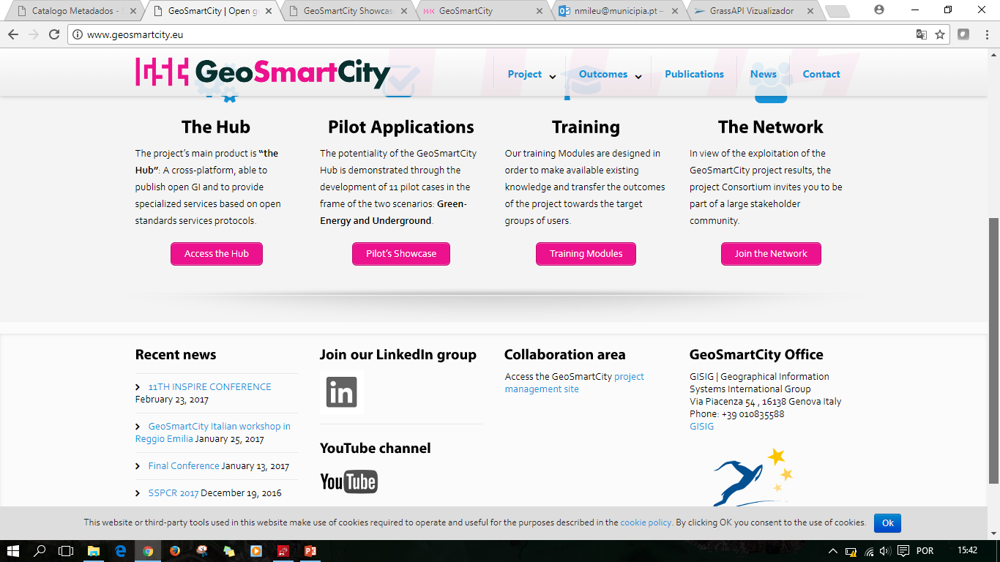 Catalogo Metadados -
GeoSmartCity | Open g
GeoSmartCity Showcas
GeoSmartCity
nmileu@municipia.pt –
GrassAPI Vizualizador
www.geosmartcity.eu
GeoSmartCity
Project
Outcomes
Publications
News
Contact
The Hub
The project's main product is “the
Hub”: A cross-platform, able to
publish open GI and to provide
specialized services based on open
standards services protocols.
Access the Hub
Pilot Applications
The potentiality of the GeoSmartCity
Hub is demonstrated through the
development of 11 pilot cases in the
frame of the two scenarios: Green-
Energy and Underground.
Pilot's Showcase
Training
Our training Modules are designed in
order to make available existing
knowledge and transfer the outcomes
of the project towards the target
groups of users.
Training Modules
The Network
In view of the exploitation of the
GeoSmartCity project results, the
project Consortium invites you to be
part of a large stakeholder
community.
Join the Network
Recent news
11TH INSPIRE CONFERENCE
February 23, 2017
GeoSmartCity Italian workshop in
Reggio Emilia January 25, 2017
Final Conference January 13, 2017
SSPCR 2017 December 19, 2016
Join our LinkedIn group
in
YouTube channel
YouTube
Collaboration area
Access the GeoSmartCity project
management site
GeoSmartCity Office
GISIG | Geographical Information
Systems International Group
Via Piacenza 54 , 16138 Genova Italy
Phone: +39 010835588
GISIG
This website or third-party tools used in this website make use of cookies required to operate and useful for the purposes described in the cookie policy. By clicking OK you consent to the use of cookies.
Ok
POR
15:42